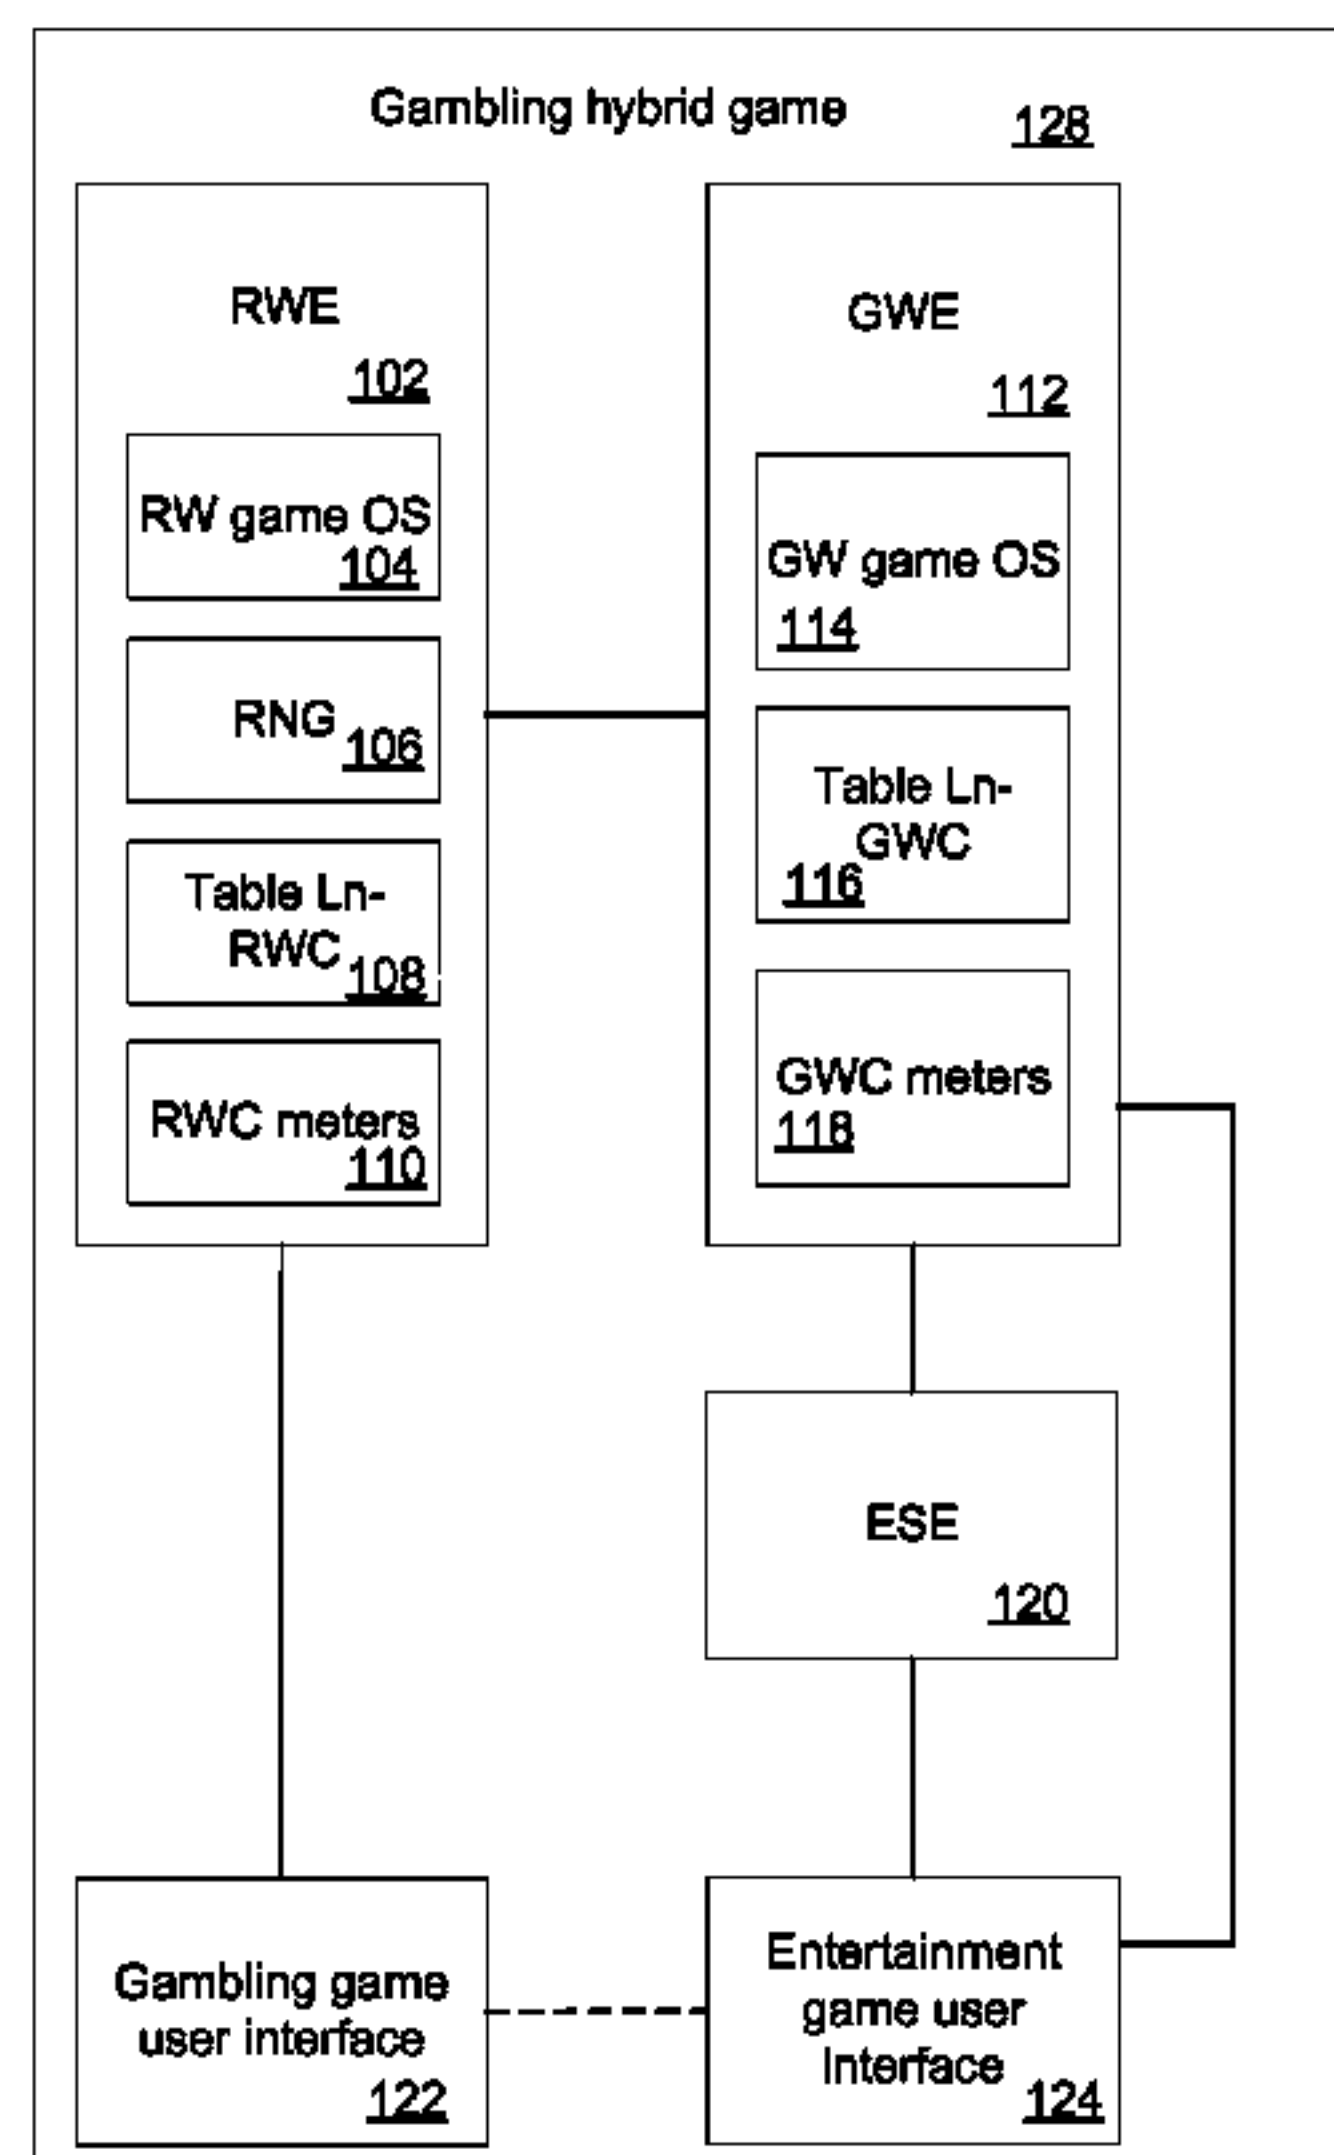 Gambling hybrid game
128
RWE
102
RW game OS
104
RNG
106
Table Ln-
RWC
108
RWC meters
110
GWE
112
GW game OS
114
Table Ln-
GWC
116
GWC meters
118
ESE
120
Gambling game
user interface
122
Entertainment
game user
Interface
124